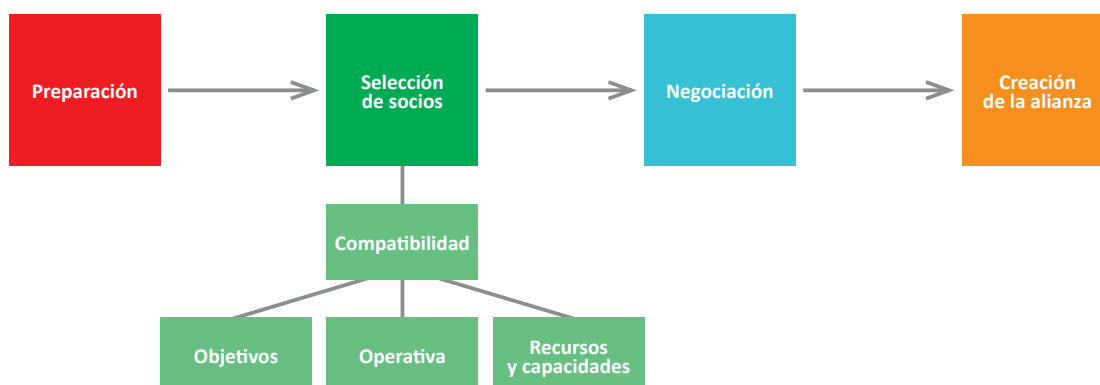 Preparación
Selección
de socios
Negociación
Creación
de la alianza
Compatibilidad
Objetivos
Operativa
Recursos
y capacidades